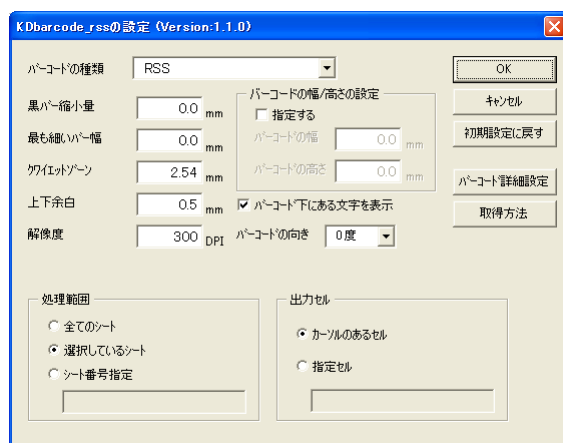 KDbarcode_rssの設定 (Version:1.1.0)
バーコードの種類 RSS
OK
黒バー縮小量 0.0 mm
バーコードの幅/高さの設定
指定する
キャンセル
最も細いバー幅 0.0 mm
バーコードの幅 0.0 mm
初期設定に戻す
クワイエットゾーン 2.54 mm
バーコードの高さ 0.0 mm
バーコード詳細設定
上下余白 0.5 mm
バーコード下にある文字を表示
取得方法
解像度 300 DPI
バーコードの向き 0度
処理範囲
全てのシート
選択しているシート
シート番号指定
出力セル
カーソルのあるセル
指定セル